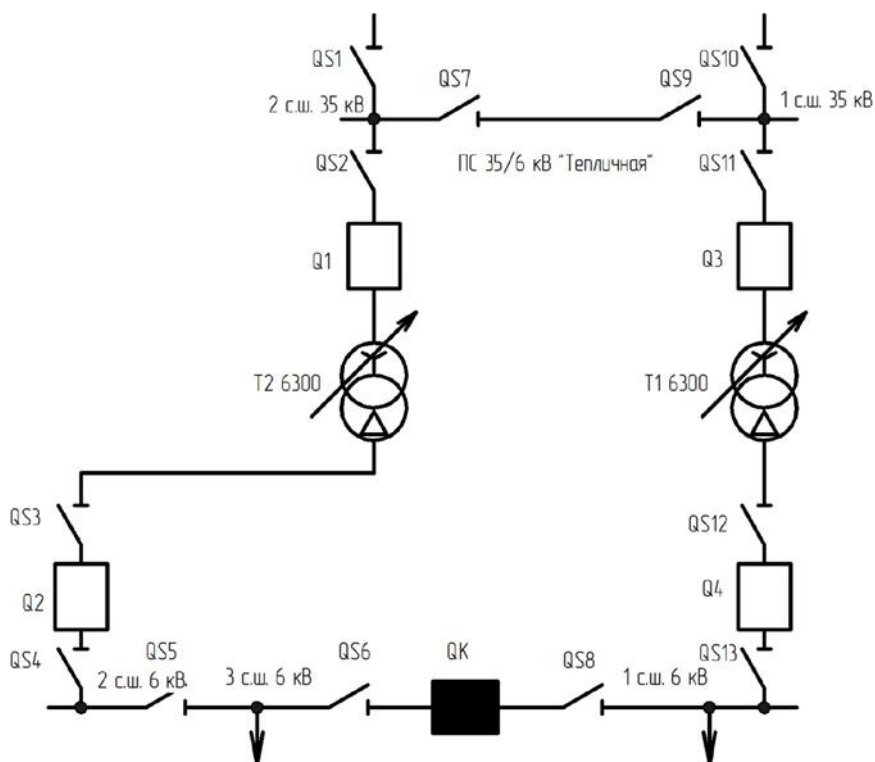 QS1
QS7
QS9
QS10
2 с.ш. 35 кВ
1 с.ш. 35 кВ
QS2
ПС 35/6 кВ "Тепличная"
QS11
Q1
Q3
Т2 6300
Т1 6300
QS3
QS12
Q2
Q4
QS4
QS5
QS6
QK
QS8
QS13
2 с.ш. 6 кВ
3 с.ш. 6 кВ
1 с.ш. 6 кВ